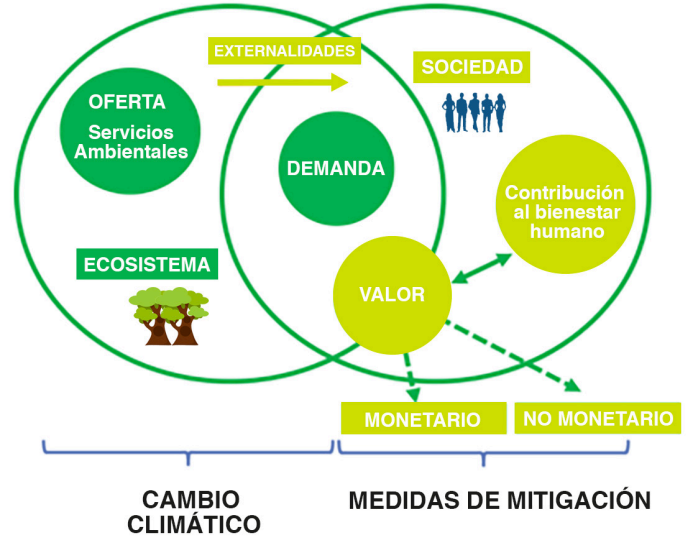 EXTERNALIDADES
SOCIEDAD
OFERTA
Servicios
Ambientales
DEMANDA
Contribución
al bienestar
humano
ECOSISTEMA
VALOR
MONETARIO
NO MONETARIO
CAMBIO
CLIMÁTICO
MEDIDAS DE MITIGACIÓN